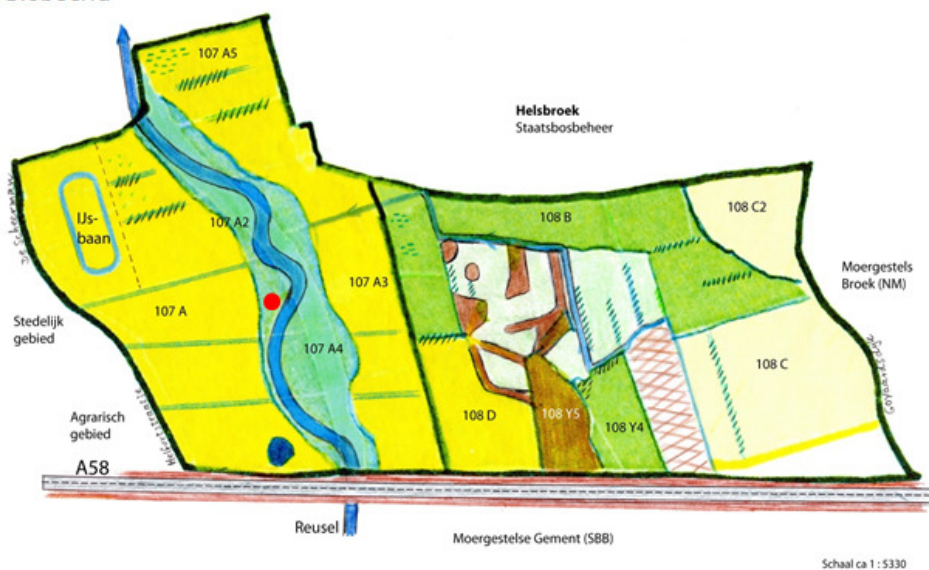 107 A5
Helsbroek
Staatsbosbeheer
108 C2
108 B
107 A2
IJs-
baan
Moergestels
Broek (NM)
107 A3
107 A
Stedelijk
gebied
107 A4
108 C
Agrarisch
gebied
108 D
108 Y5
108 Y4
A58
Reusel
Moergestelse Gement (SBB)
Schaal ca 1 : 5330